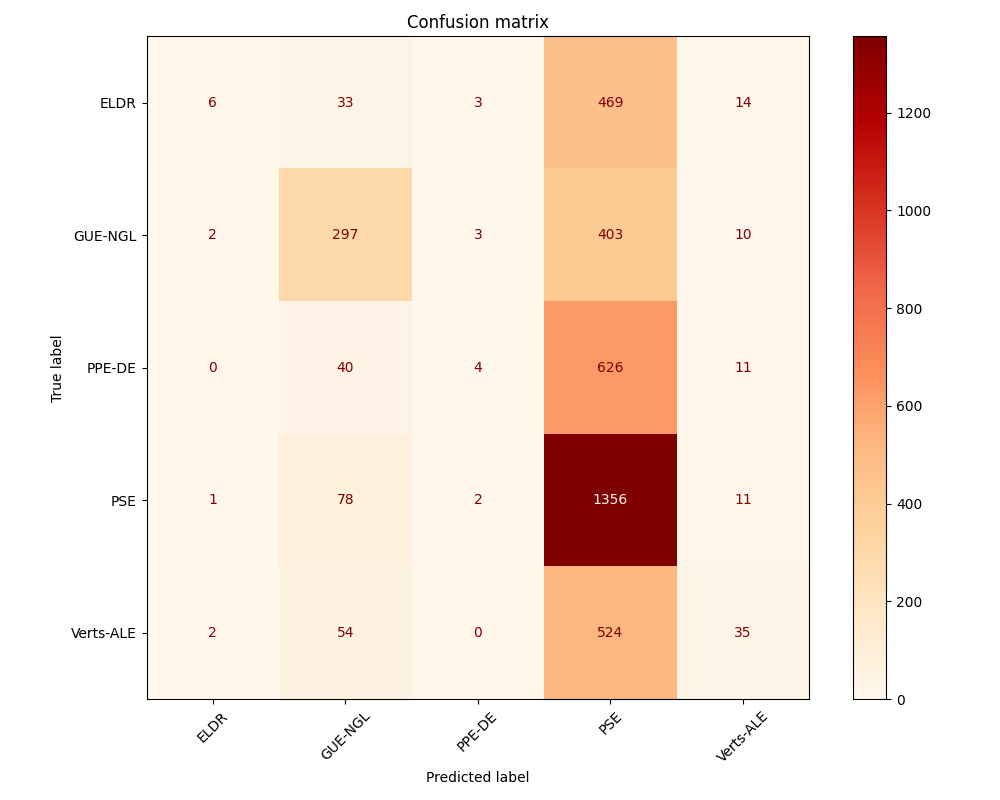 Confusion matrix
ELDR 6 33 3 469 14
GUE-NGL 2 297 3 403 10
PPE-DE 0 40 4 626 11
PSE 1 78 2 1356 11
Verts-ALE 2 54 0 524 35
ELDR GUE-NGL PPE-DE PSE Verts-ALE
Predicted label
True label
1200
1000
800
600
400
200
0